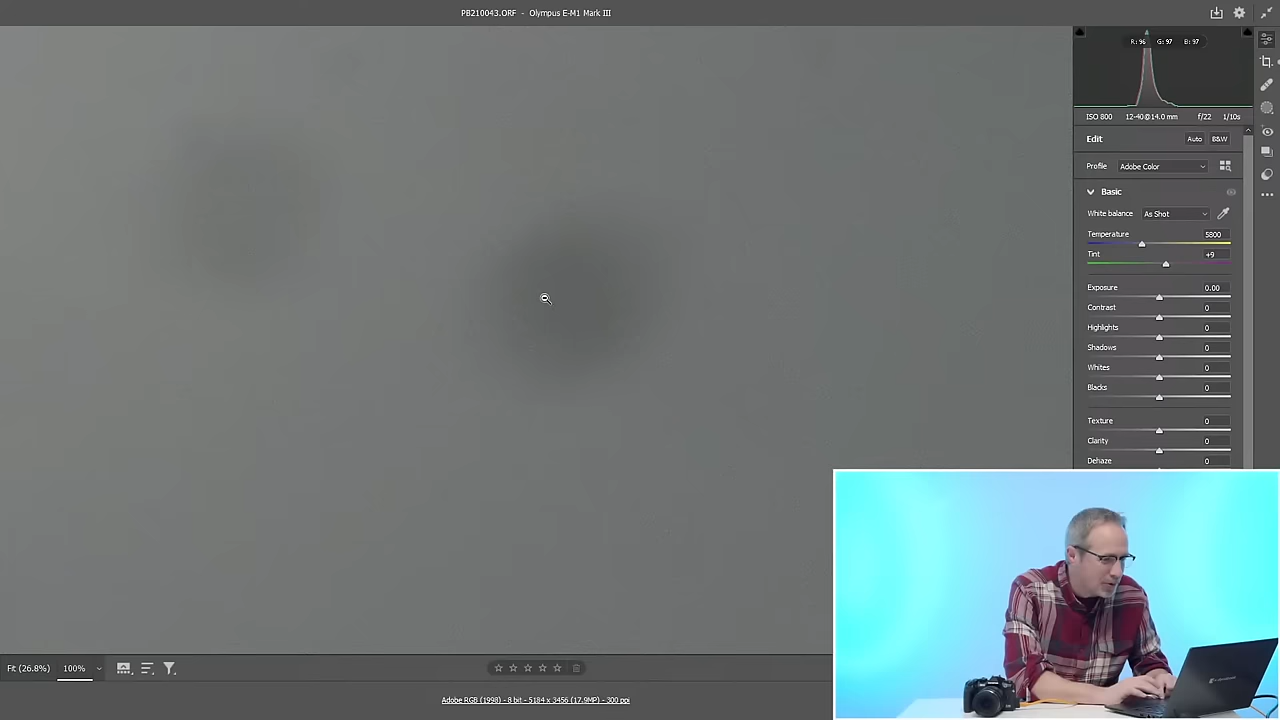 PB210043.ORF - Olympus E-M1 Mark III
R: 96 G: 97 B: 97
ISO 800 12-40@14.0 mm f/22 1/10s
Edit Auto B&W
Profile Adobe Color
Basic
White balance As Shot
Temperature 5800
Tint +9
Exposure 0.00
Contrast 0
Highlights 0
Shadows 0
Whites 0
Blacks 0
Texture 0
Clarity 0
Dehaze
Fit (26.8%) 100%
Adobe RGB (1998) - 8 bit - 5184 x 3456 (17.9MP) - 300 ppi